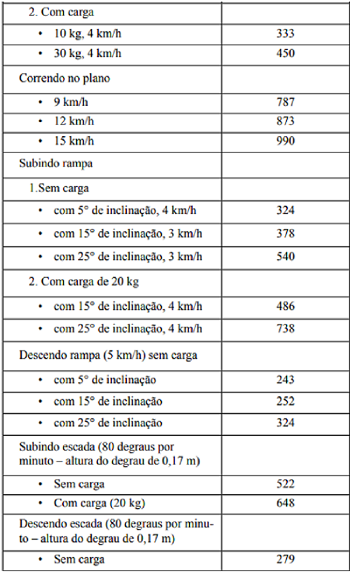 2. Com carga
• 10 kg, 4 km/h 333
• 30 kg, 4 km/h 450
Correndo no plano
• 9 km/h 787
• 12 km/h 873
• 15 km/h 990
Subindo rampa
1.Sem carga
• com 5° de inclinação, 4 km/h 324
• com 15° de inclinação, 3 km/h 378
• com 25° de inclinação, 3 km/h 540
2. Com carga de 20 kg
• com 15° de inclinação, 4 km/h 486
• com 25° de inclinação, 4 km/h 738
Descendo rampa (5 km/h) sem carga
• com 5° de inclinação 243
• com 15° de inclinação 252
• com 25° de inclinação 324
Subindo escada (80 degraus por
minuto – altura do degrau de 0,17 m)
• Sem carga 522
• Com carga (20 kg) 648
Descendo escada (80 degraus por minu-
to – altura do degrau de 0,17 m)
• Sem carga 279